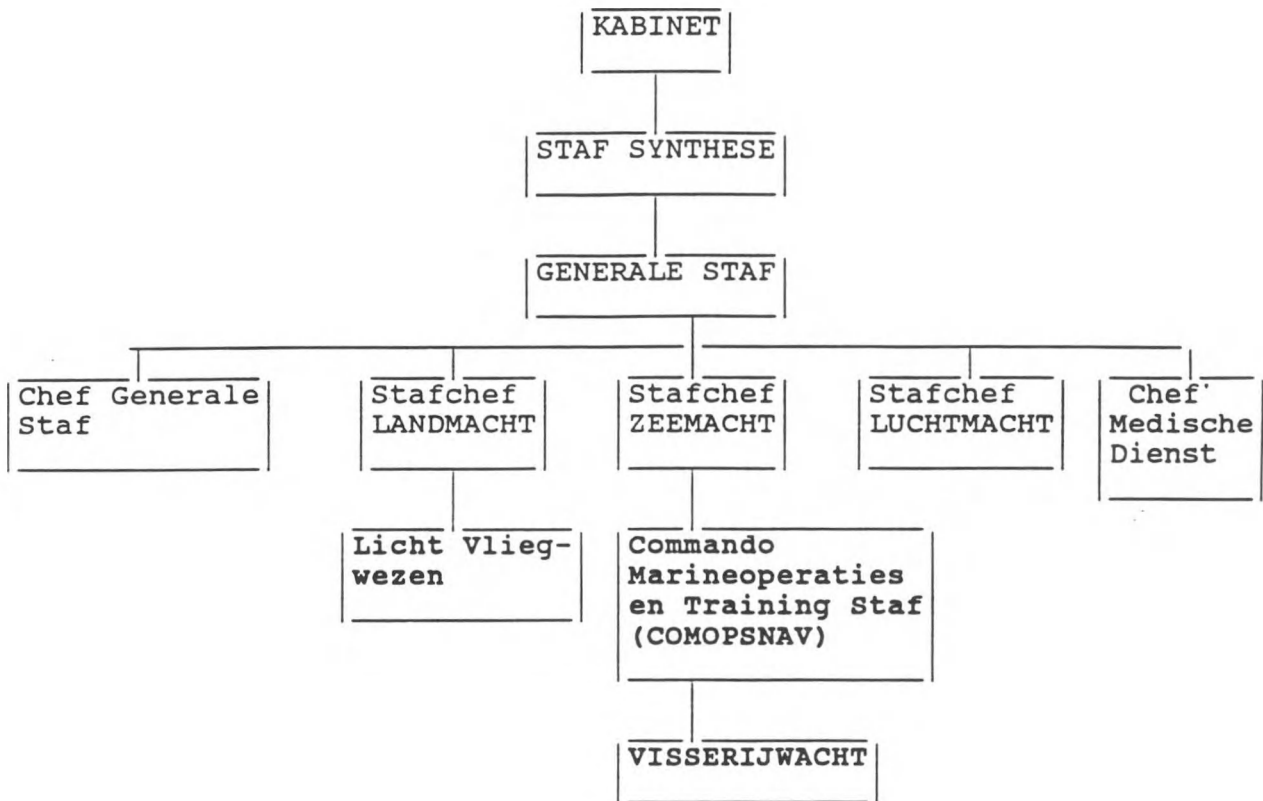 KABINET
STAF SYNTHESE
GENERALE STAF
Chef Generale
Staf
Stafchef
LANDMACHT
Stafchef
ZEEMACHT
Stafchef
LUCHTMACHT
Chef
Medische
Dienst
Licht Vlieg-
wezen
Commando
Marineoperaties
en Training Staf
(COMOPSNAV)
VISSERIJWACHT